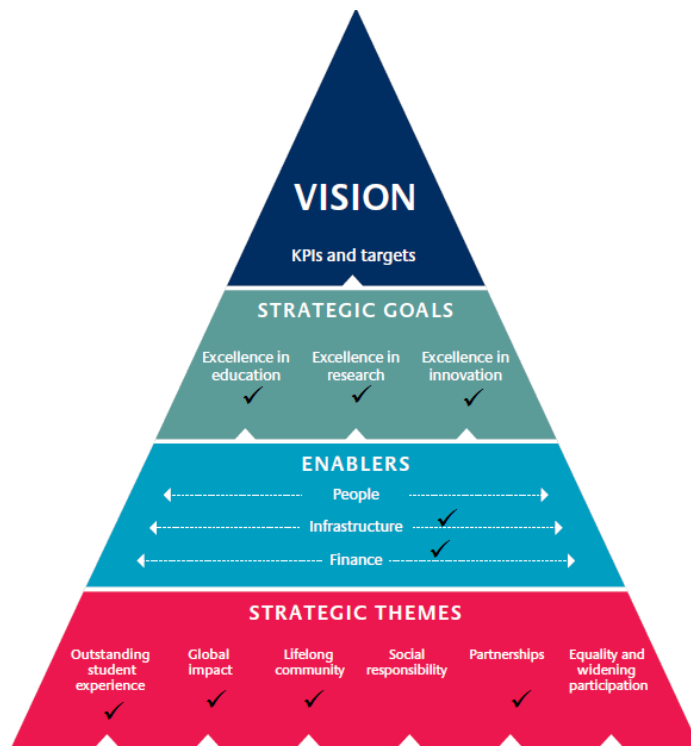 VISION
KPIs and targets
STRATEGIC GOALS
Excellence in
education
Excellence in
research
Excellence in
innovation
ENABLERS
People
Infrastructure
Finance
STRATEGIC THEMES
Outstanding
student
experience
Global
impact
Lifelong
community
Social
responsibility
Partnerships
Equality and
widening
participation